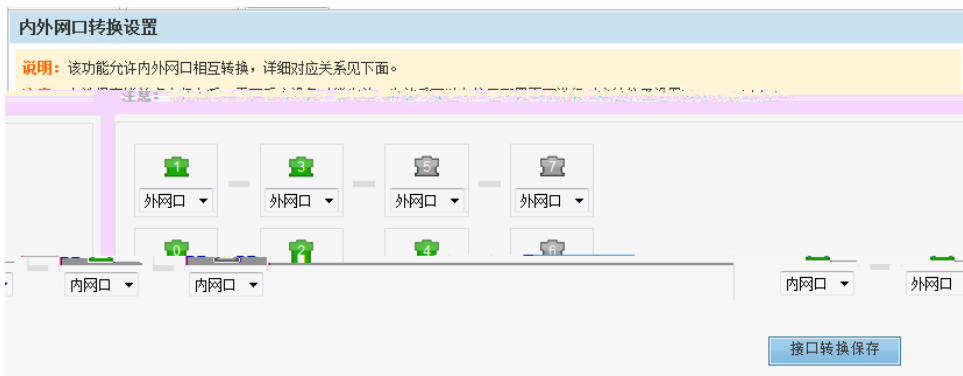 内外网口转换设置
说明：该功能允许内外网口相互转换，详细对应关系见下面。
注意：
1 3 5 7
外网口 外网口 外网口 外网口
0 2 4 6
内网口 内网口 内网口 外网口
接口转换保存